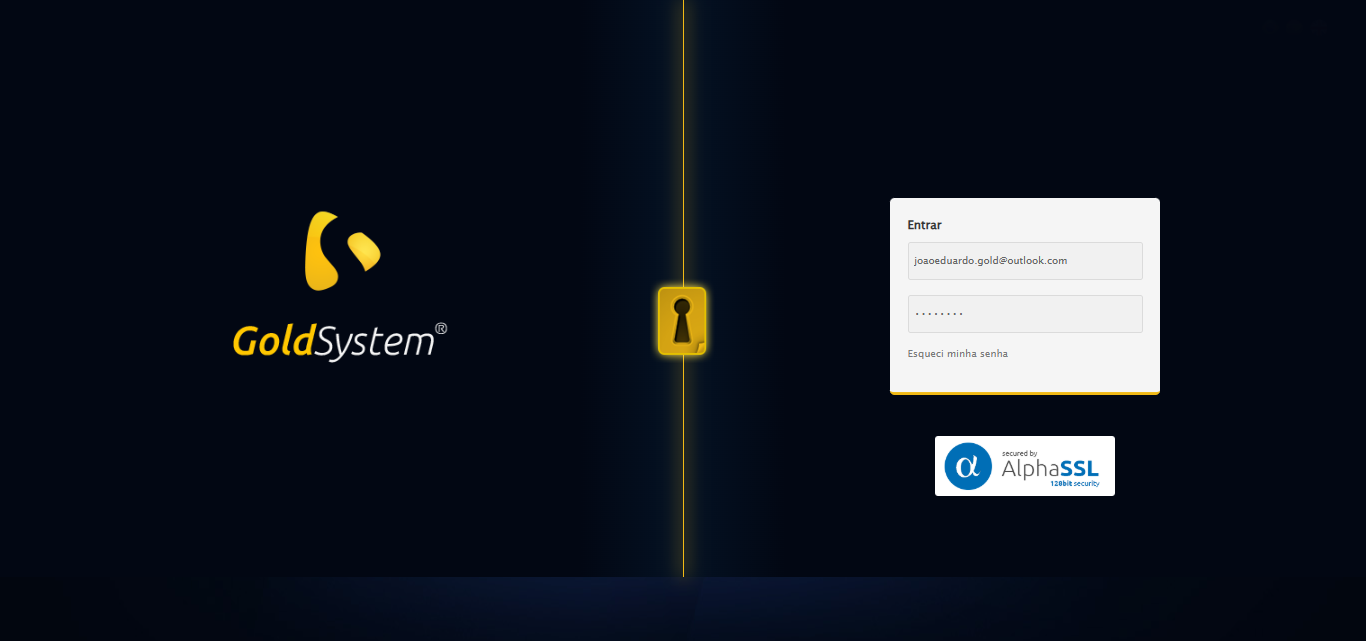 GoldSystem®
Entrar
joaoeduardo.gold@outlook.com
••••••••
Esqueci minha senha
α
secured by
AlphaSSL
128bit security